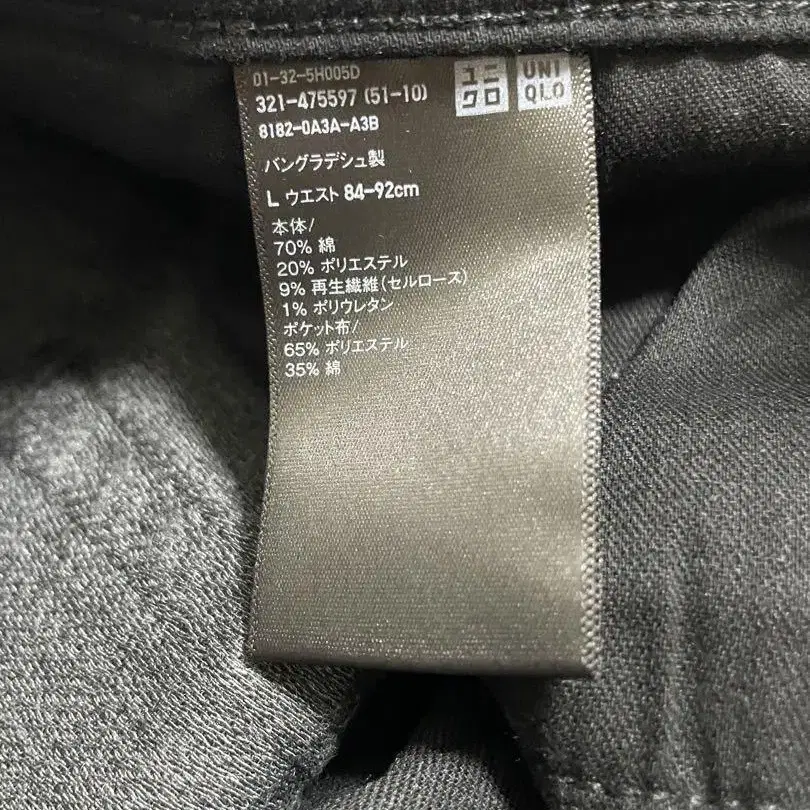 01-32-5H005D
321-475597 (51-10)
8182-0A3A-A3B
ユニクロ
UNIQLO
バングラデシュ製
L ウエスト 84-92cm
本体/
70% 綿
20% ポリエステル
9% 再生繊維(セルロース)
1% ポリウレタン
ポケット布/
65% ポリエステル
35% 綿